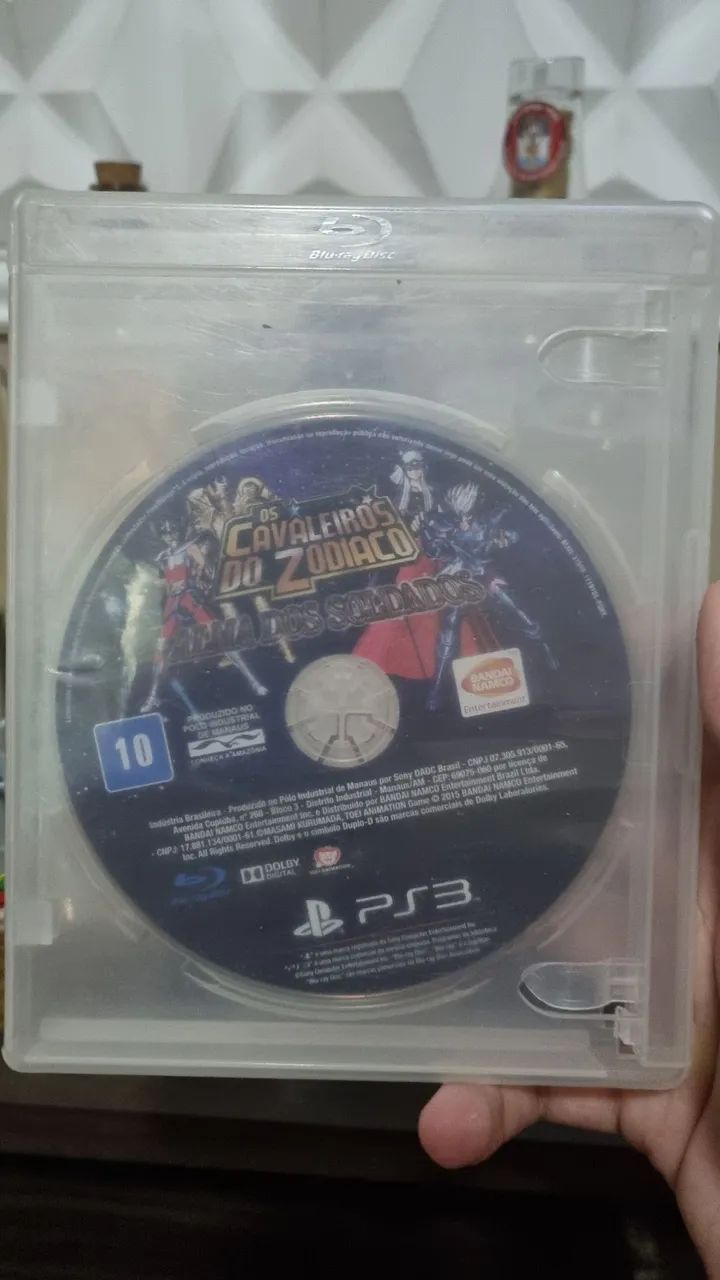 Blu-ray Disc
OS
CAVALEIROS
DO ZODÍACO
ALMA DOS SOLDADOS
BANDAI
NAMCO
Entertainment
10
PRODUZIDO NO
PÓLO INDUSTRIAL
DE MANAUS
CONHEÇA A AMAZÔNIA
Indústria Brasileira - Produzido no Pólo Industrial de Manaus por Sony DADC Brasil - CNPJ 07.305.913/0001-65.
Avenida Cupiúba, nº 260 - Bloco 3 - Distrito Industrial - Manaus/AM - CEP: 69075-060 por licença de
BANDAI NAMCO Entertainment Inc. e Distribuído por BANDAI NAMCO Entertainment Brazil Ltda.
- CNPJ: 17.881.134/0001-61.©MASAMI KURUMADA, TOEI ANIMATION Game © 2015 BANDAI NAMCO Entertainment
Inc. All Rights Reserved. Dolby e o símbolo Duplo-D são marcas comerciais de Dolby Laboratories.
DOLBY
DIGITAL
PS3